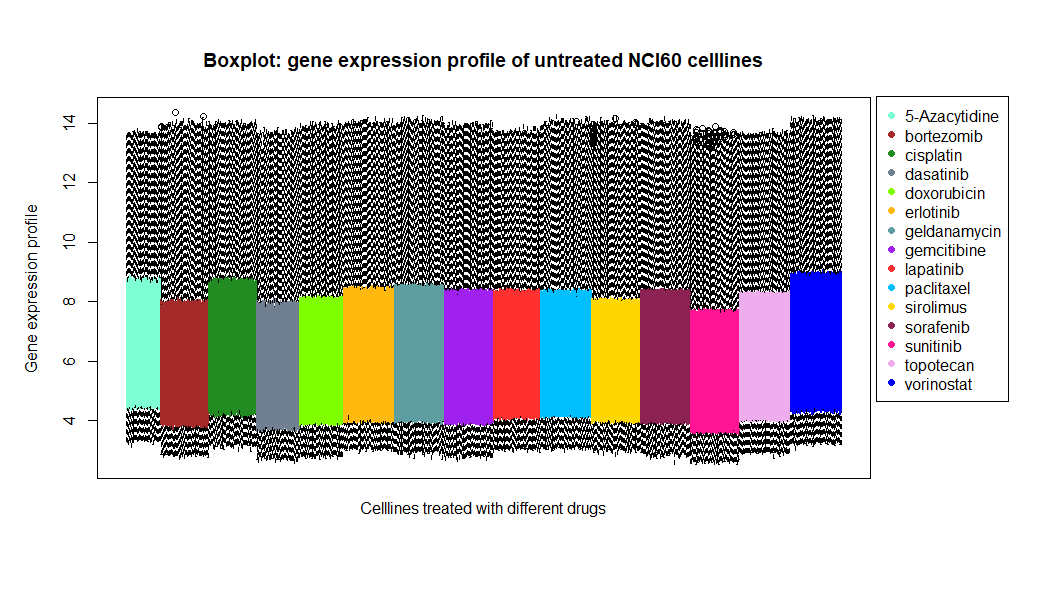 Boxplot: gene expression profile of untreated NCI60 celllines
Gene expression profile
14
12
10
8
6
4
Celllines treated with different drugs
5-Azacytidine
bortezomib
cisplatin
dasatinib
doxorubicin
erlotinib
geldanamycin
gemcitibine
lapatinib
paclitaxel
sirolimus
sorafenib
sunitinib
topotecan
vorinostat